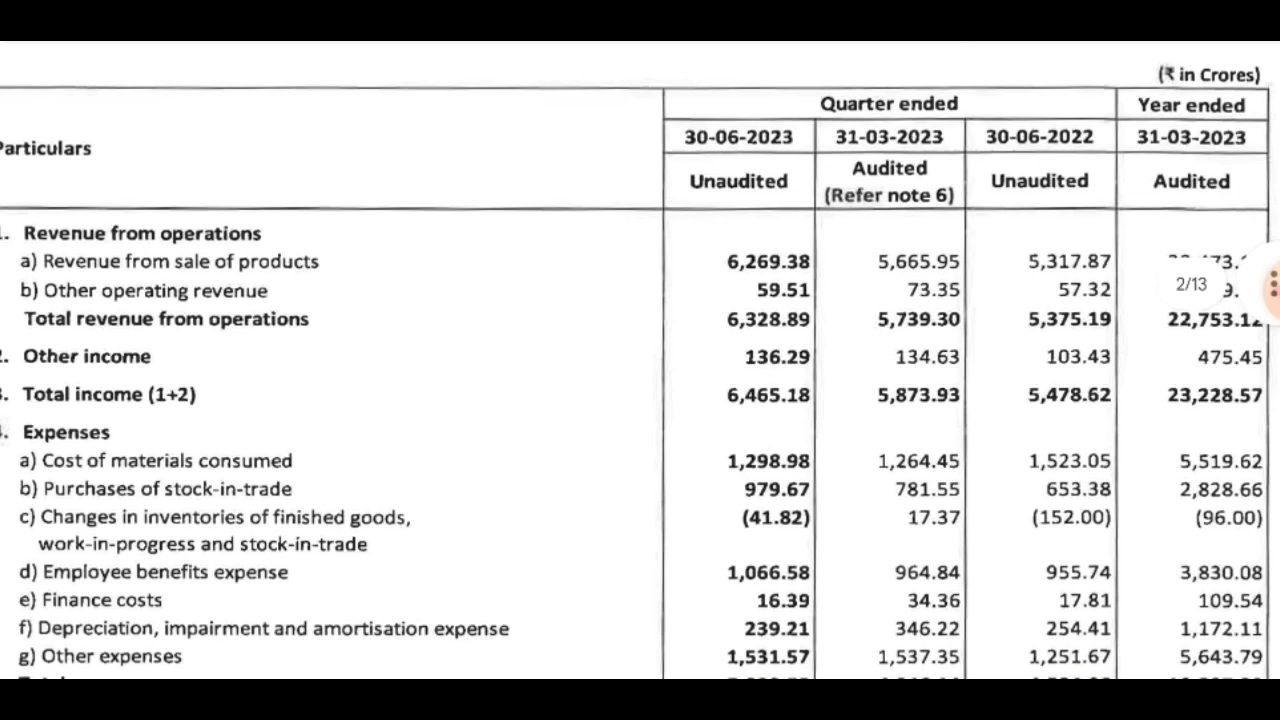 (₹ in Crores)
Quarter ended Year ended
Particulars 30-06-2023 31-03-2023 30-06-2022 31-03-2023
Unaudited Audited (Refer note 6) Unaudited Audited
Revenue from operations
a) Revenue from sale of products 6,269.38 5,665.95 5,317.87
b) Other operating revenue 59.51 73.35 57.32
2/13
Total revenue from operations 6,328.89 5,739.30 5,375.19 22,753.12
Other income 136.29 134.63 103.43 475.45
Total income (1+2) 6,465.18 5,873.93 5,478.62 23,228.57
Expenses
a) Cost of materials consumed 1,298.98 1,264.45 1,523.05 5,519.62
b) Purchases of stock-in-trade 979.67 781.55 653.38 2,828.66
c) Changes in inventories of finished goods, (41.82) 17.37 (152.00) (96.00)
work-in-progress and stock-in-trade
d) Employee benefits expense 1,066.58 964.84 955.74 3,830.08
e) Finance costs 16.39 34.36 17.81 109.54
f) Depreciation, impairment and amortisation expense 239.21 346.22 254.41 1,172.11
g) Other expenses 1,531.57 1,537.35 1,251.67 5,643.79